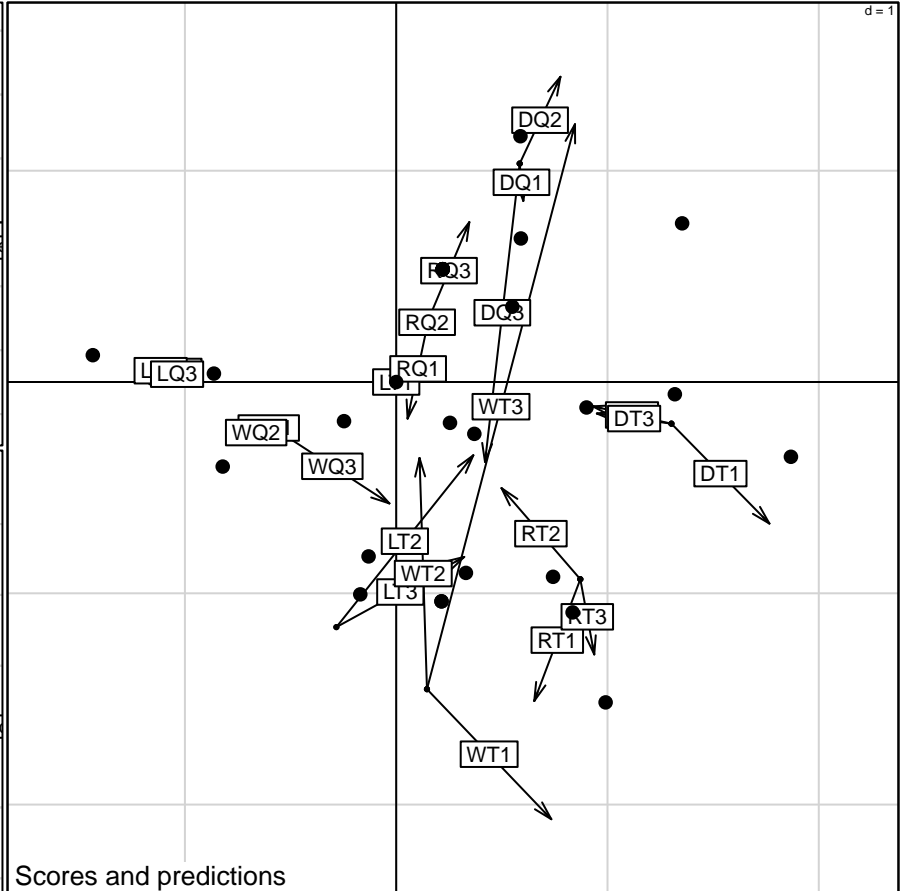 d = 1
DQ2
DQ1
RQ3
DQ3
RQ2
RQ1
LQ3
WT3
DT3
WQ2
WQ3
DT1
RT2
LT2
WT2
LT3
RT3
RT1
WT1
Scores and predictions